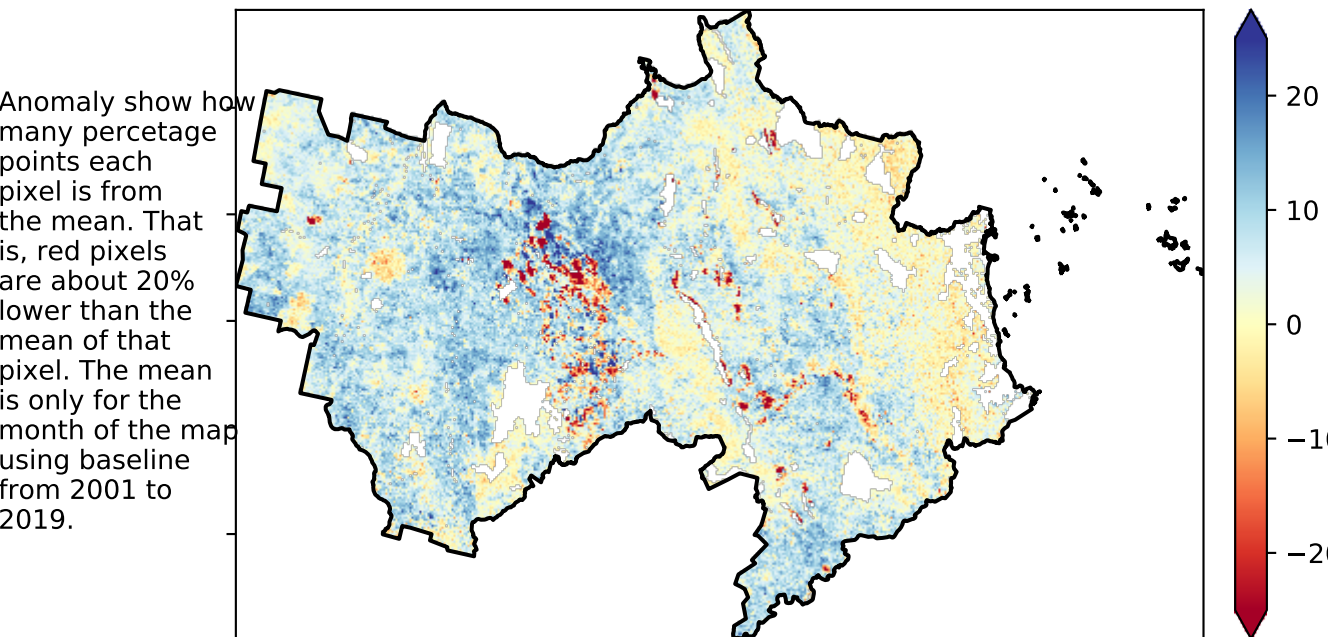 Anomaly show how
many percetage
points each
pixel is from
the mean. That
is, red pixels
are about 20%
lower than the
mean of that
pixel. The mean
is only for the
month of the map
using baseline
from 2001 to
2019.
20
10
0
−10
−20